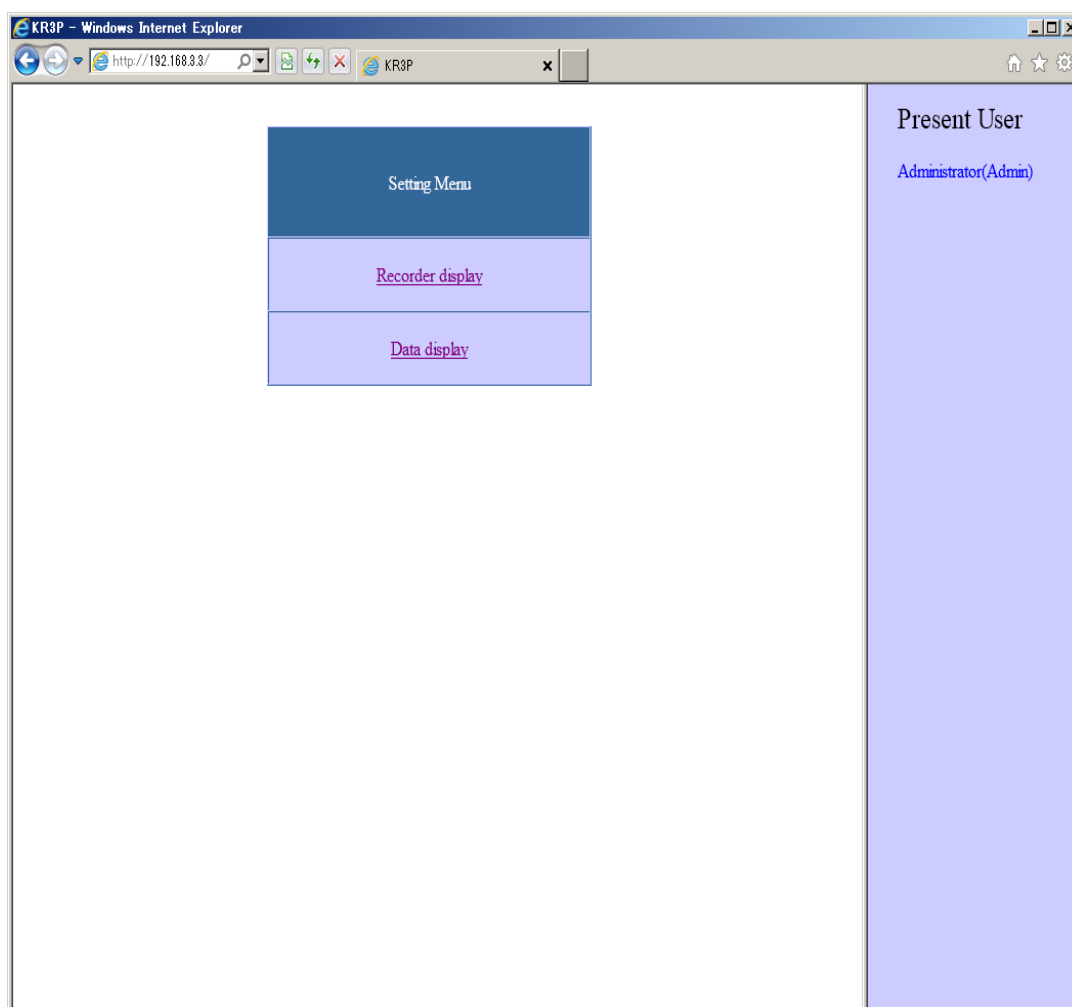 KR3P - Windows Internet Explorer
http://192.168.3.3/
KR3P
Setting Menu
Recorder display
Data display
Present User
Administrator(Admin)